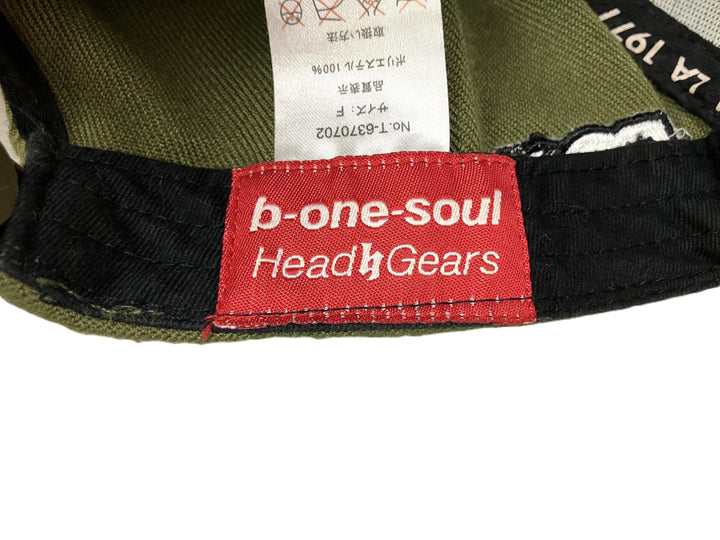 b-one-soul
Head h Gears
No.T-6370702
サイズ：F
品質表示
ポリエステル 100%
取扱い方法
LA 1977